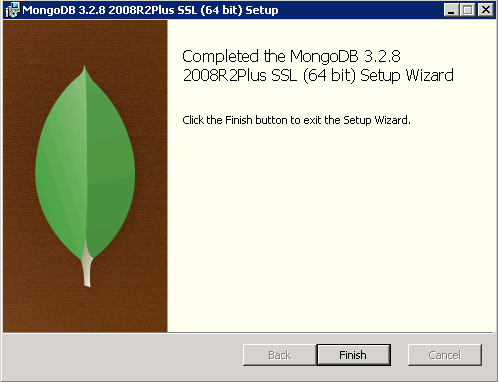 MongoDB 3.2.8 2008R2Plus SSL (64 bit) Setup
Completed the MongoDB 3.2.8
2008R2Plus SSL (64 bit) Setup Wizard
Click the Finish button to exit the Setup Wizard.
Back Finish Cancel